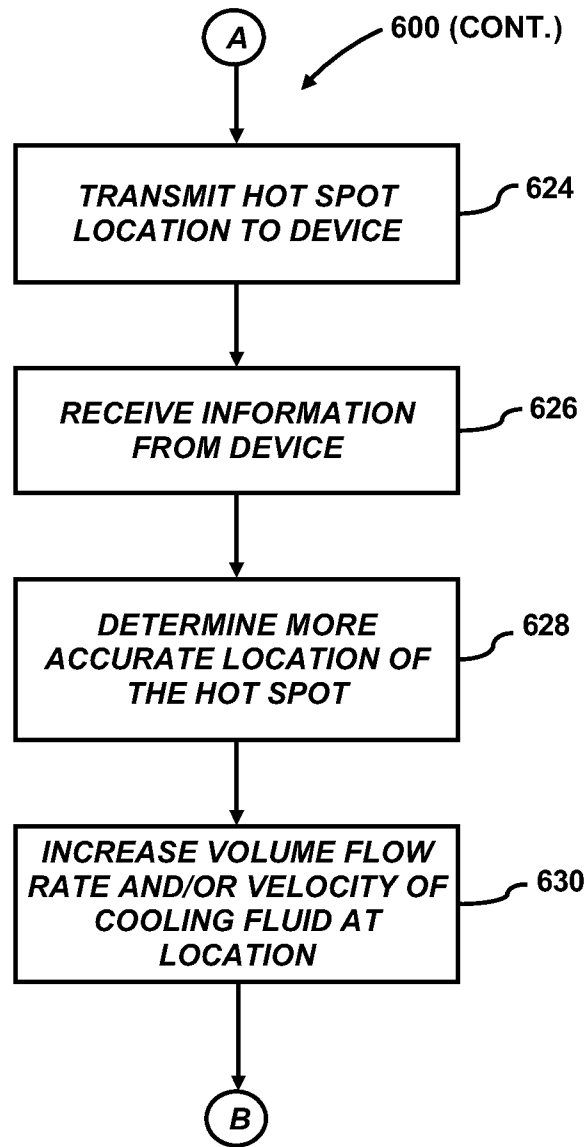 A
600 (CONT.)
TRANSMIT HOT SPOT
LOCATION TO DEVICE
624
RECEIVE INFORMATION
FROM DEVICE
626
DETERMINE MORE
ACCURATE LOCATION OF
THE HOT SPOT
628
INCREASE VOLUME FLOW
RATE AND/OR VELOCITY OF
COOLING FLUID AT
LOCATION
630
B